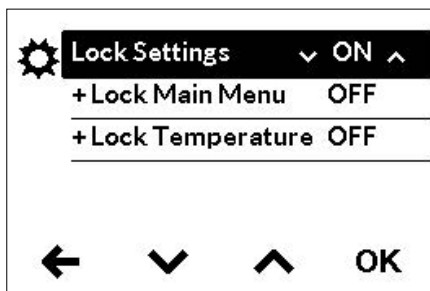 Lock Settings ON
+Lock Main Menu OFF
+Lock Temperature OFF
OK